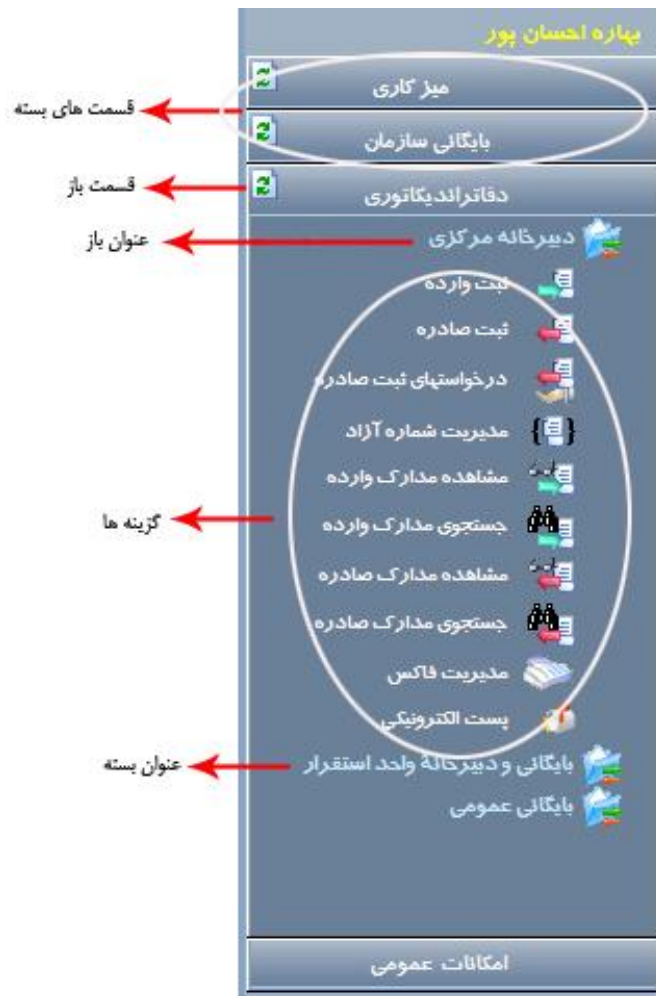 بهاره احسان پور
میز کاری
قسمت های بسته
بایگانی سازمان
دفاتراندیکاتوری
قسمت باز
دبیرخانه مرکزی
عنوان باز
ثبت وارده
ثبت صادره
درخواستهای ثبت صادره
مدیریت شماره آزاد
مشاهده مدارک وارده
جستجوی مدارک وارده
گزینه ها
مشاهده مدارک صادره
جستجوی مدارک صادره
مدیریت فاکس
پست الکترونیکی
بایگانی و دبیرخانهٔ واحد استقرار
عنوان بسته
بایگانی عمومی
امکانات عمومی